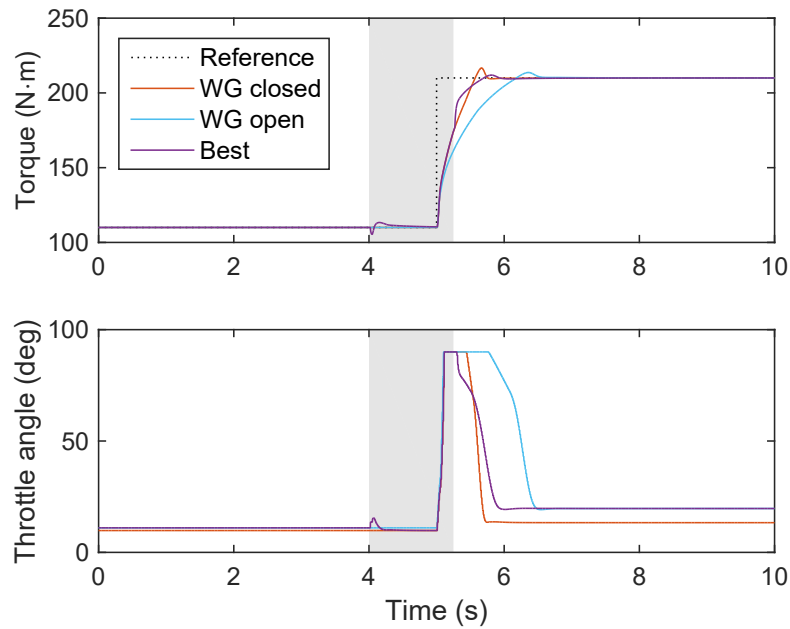 250
200
150
100
Torque (N·m)
Reference
WG closed
WG open
Best
0 2 4 6 8 10
100
50
0
Throttle angle (deg)
0 2 4 6 8 10
Time (s)